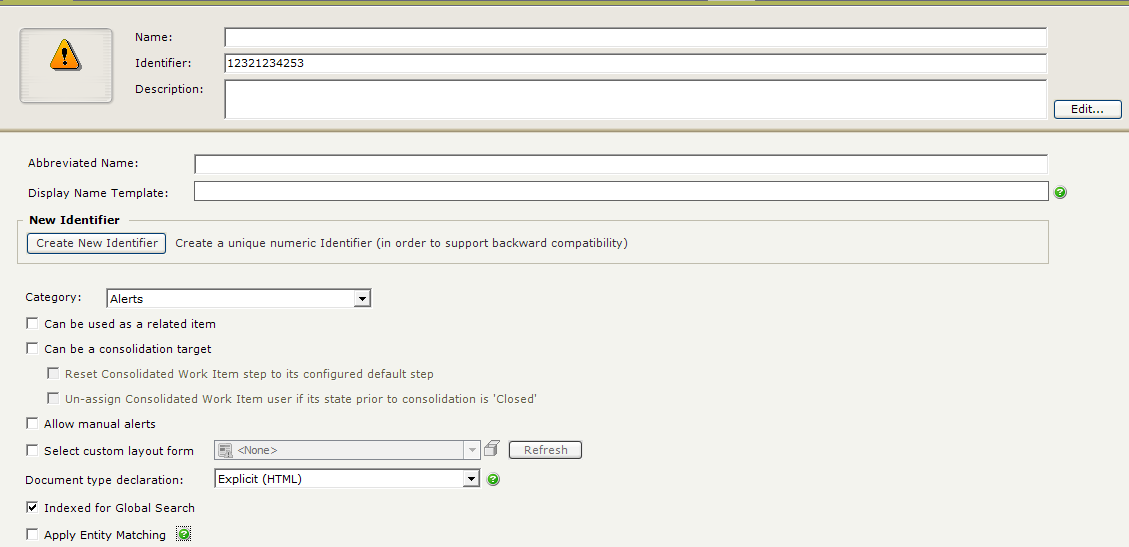 Name:
Identifier: 12321234253
Description:
Edit...
Abbreviated Name:
Display Name Template:
New Identifier
Create New Identifier Create a unique numeric Identifier (in order to support backward compatibility)
Category: Alerts
Can be used as a related item
Can be a consolidation target
Reset Consolidated Work Item step to its configured default step
Un-assign Consolidated Work Item user if its state prior to consolidation is 'Closed'
Allow manual alerts
Select custom layout form <None> Refresh
Document type declaration: Explicit (HTML)
Indexed for Global Search
Apply Entity Matching